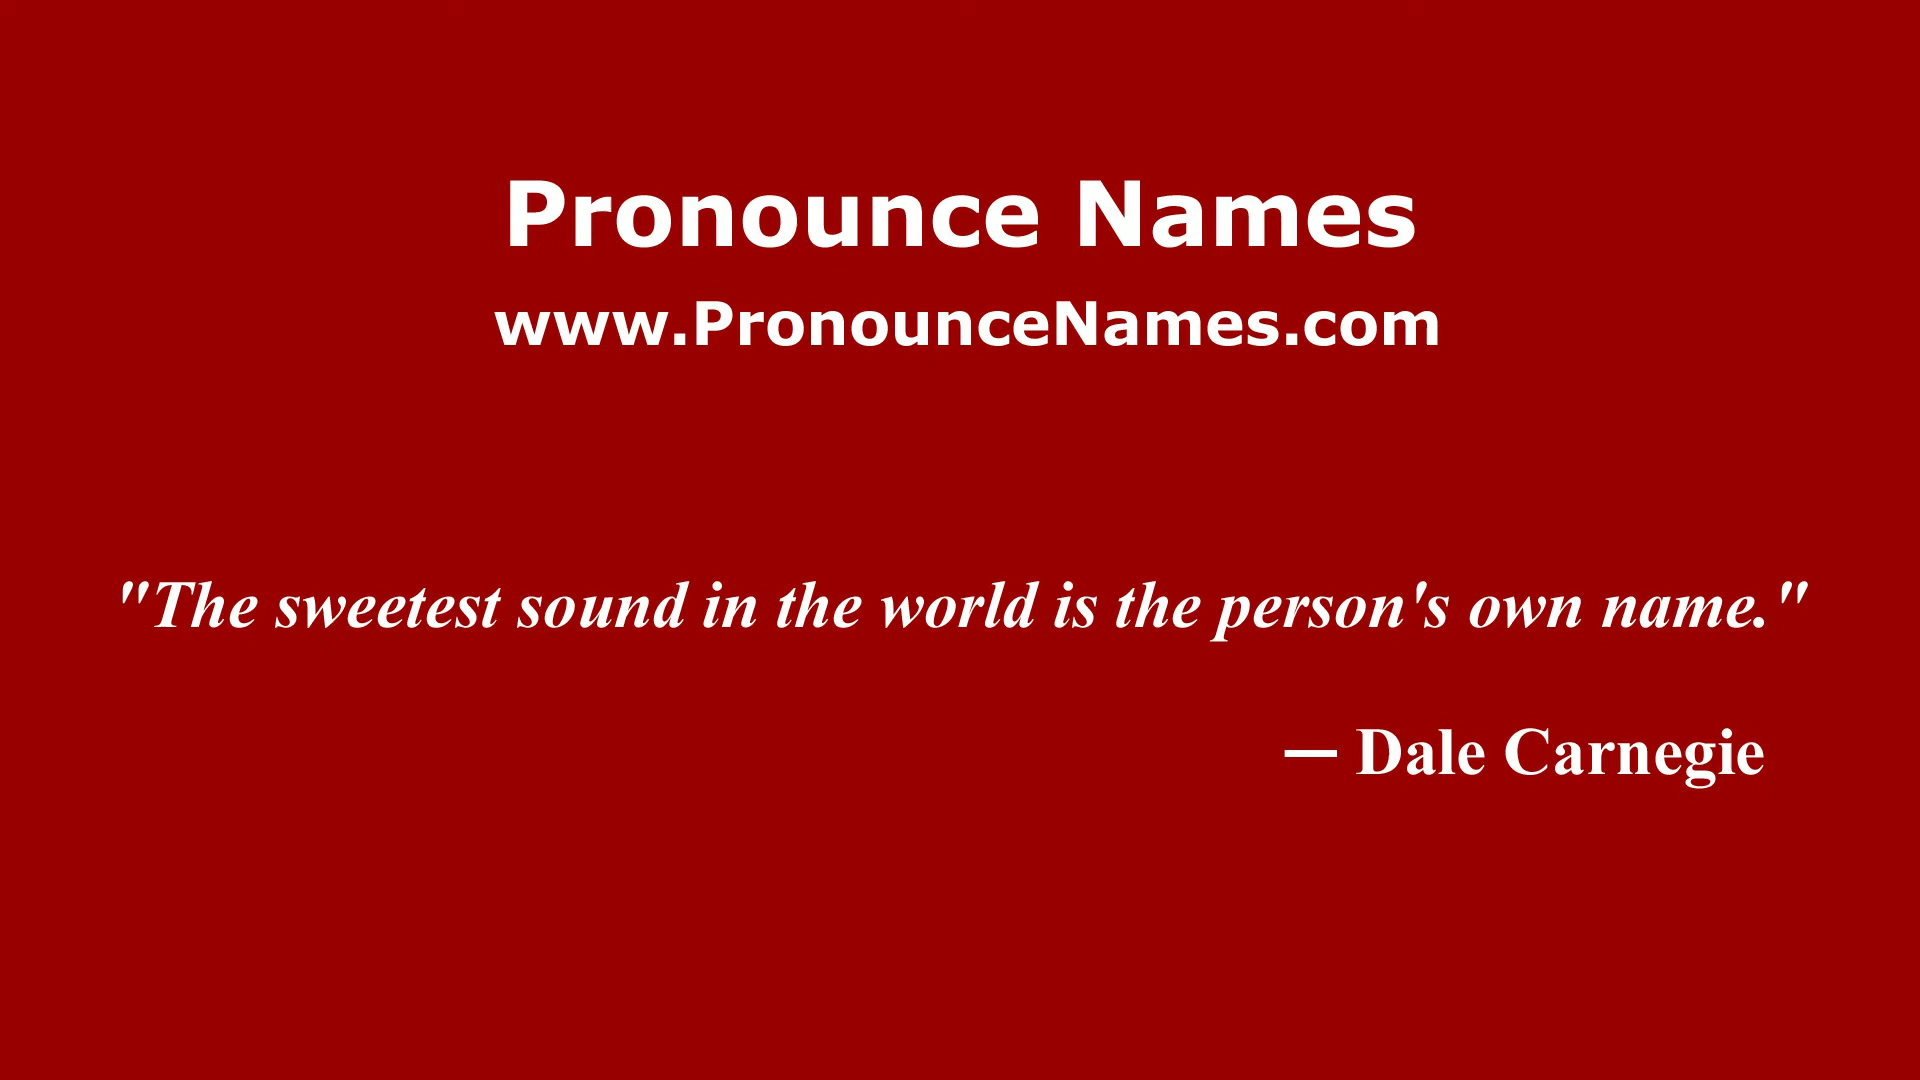 Pronounce Names
www.PronounceNames.com
"The sweetest sound in the world is the person's own name."
— Dale Carnegie